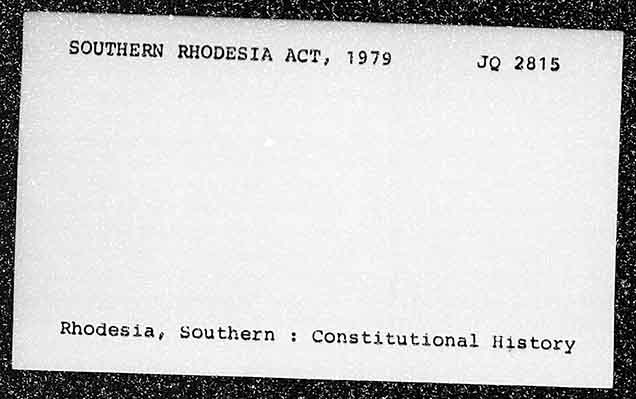 SOUTHERN RHODESIA ACT, 1979 JQ 2815
Rhodesia, Southern : Constitutional History